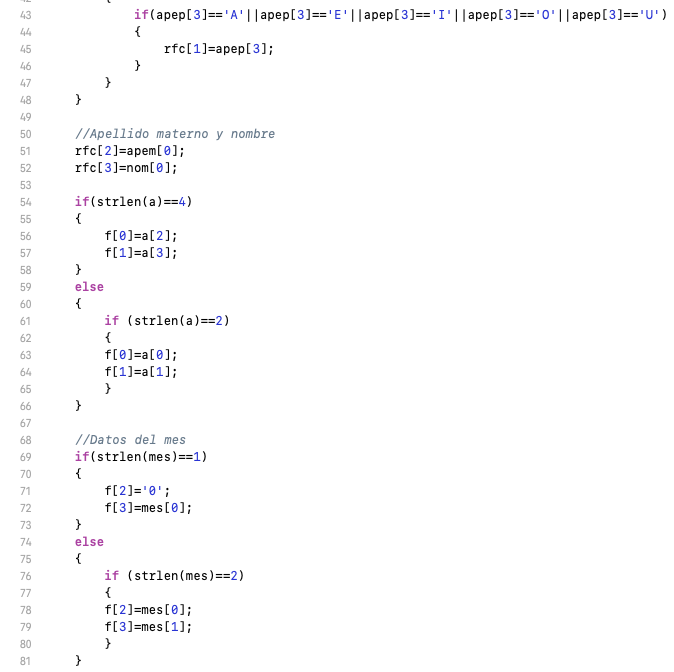 42 {
43 if(apep[3]=='A'||apep[3]=='E'||apep[3]=='I'||apep[3]=='O'||apep[3]=='U')
44 {
45 rfc[1]=apep[3];
46 }
47 }
48 }
49
50 //Apellido materno y nombre
51 rfc[2]=apem[0];
52 rfc[3]=nom[0];
53
54 if(strlen(a)==4)
55 {
56 f[0]=a[2];
57 f[1]=a[3];
58 }
59 else
60 {
61 if (strlen(a)==2)
62 {
63 f[0]=a[0];
64 f[1]=a[1];
65 }
66 }
67
68 //Datos del mes
69 if(strlen(mes)==1)
70 {
71 f[2]='0';
72 f[3]=mes[0];
73 }
74 else
75 {
76 if (strlen(mes)==2)
77 {
78 f[2]=mes[0];
79 f[3]=mes[1];
80 }
81 }